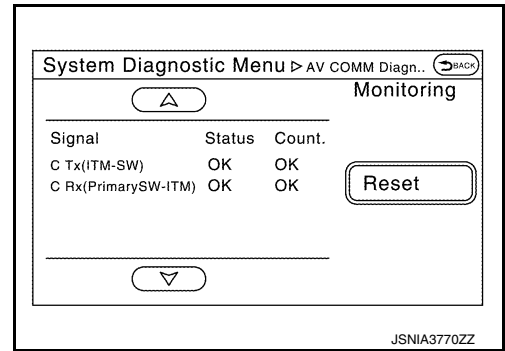 System Diagnostic Menu ▷ AV COMM Diagn.. BACK
Monitoring
Signal Status Count.
C Tx(ITM-SW) OK OK
C Rx(PrimarySW-ITM) OK OK
Reset
JSNIA3770ZZ